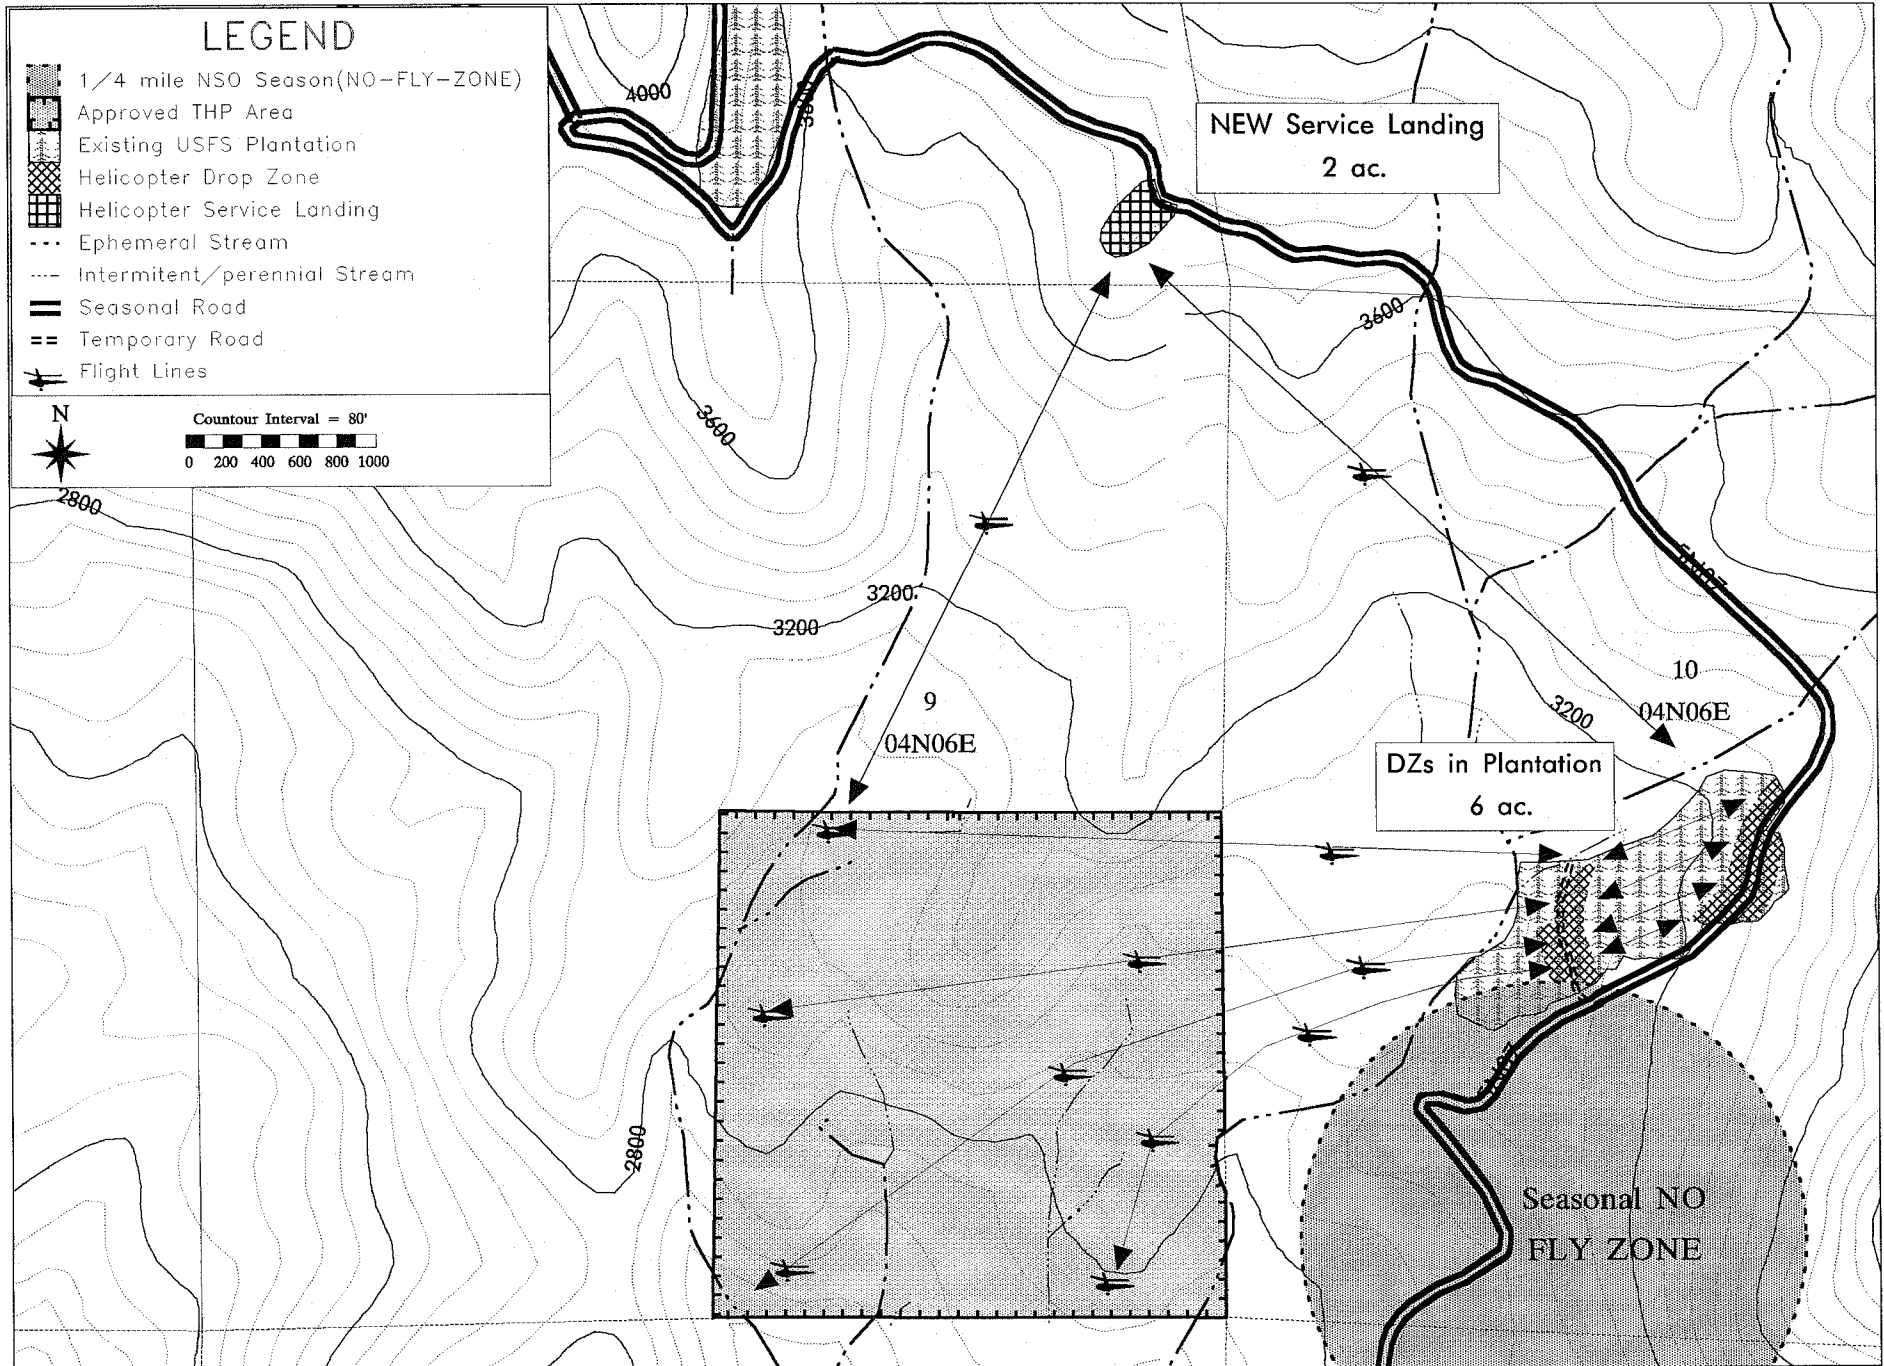 LEGEND
1/4 mile NSO Season(NO-FLY-ZONE)
Approved THP Area
Existing USFS Plantation
Helicopter Drop Zone
Helicopter Service Landing
Ephemeral Stream
Intermitent/perennial Stream
Seasonal Road
Temporary Road
Flight Lines
N
Countour Interval = 80'
0 200 400 600 800 1000
4000
NEW Service Landing
2 ac.
3600
3600
2800
3200
3200
9
04N06E
10
04N06E
3200
DZs in Plantation
6 ac.
2800
Seasonal NO
FLY ZONE